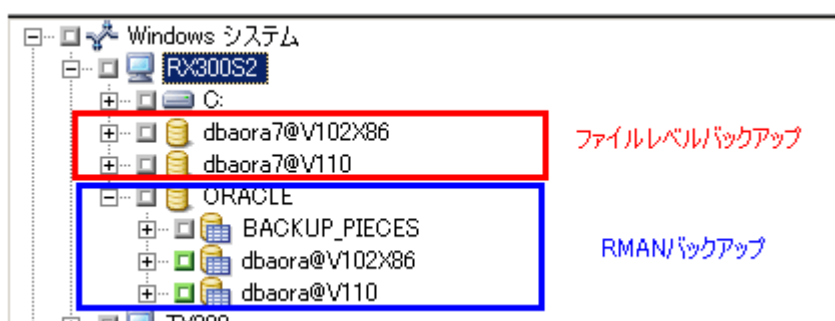 Windows システム
RX300S2
C:
dbaora7@V102X86
ファイルレベルバックアップ
dbaora7@V110
ORACLE
BACKUP_PIECES
RMANバックアップ
dbaora@V102X86
dbaora@V110